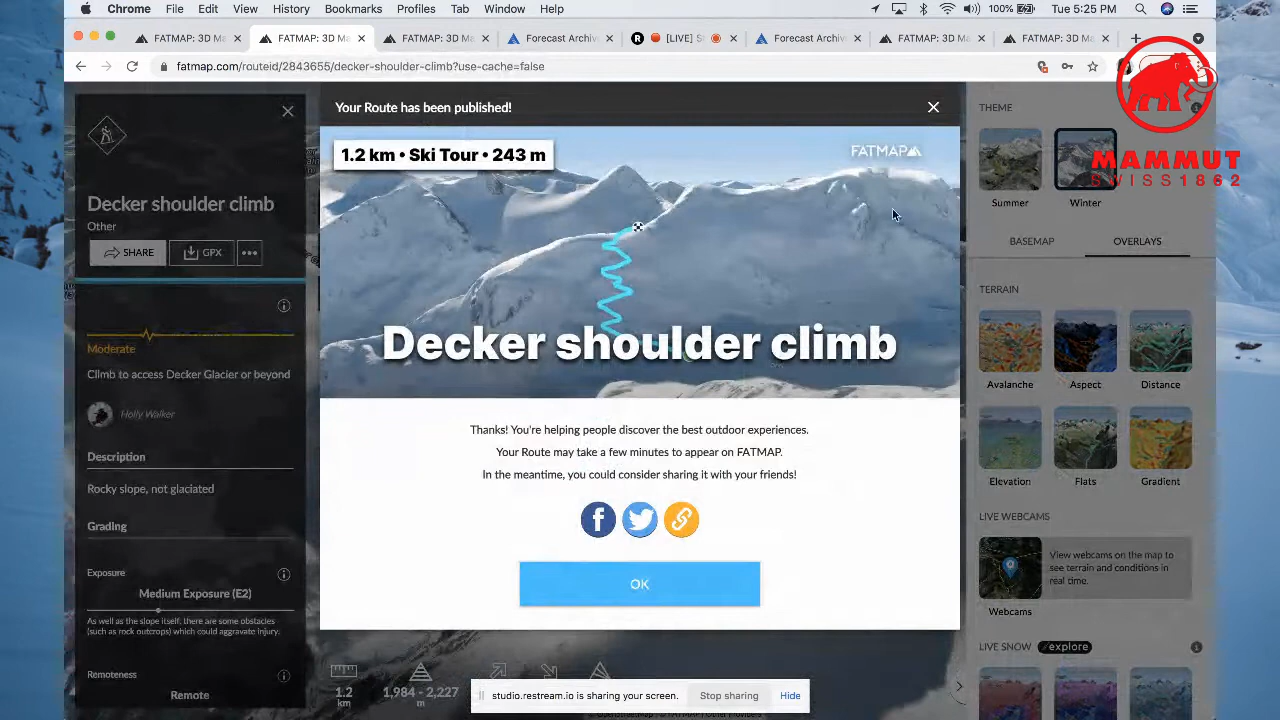 Chrome File Edit View History Bookmarks Profiles Tab Window Help 100% Tue 5:25 PM
FATMAP: 3D Ma FATMAP: 3D Ma FATMAP: 3D Ma Forecast Archive [LIVE] S Forecast Archive FATMAP: 3D Ma FATMAP: 3D Ma
fatmap.com/routeid/2843655/decker-shoulder-climb?use-cache=false
MAMMUT
SWISS 1862
Your Route has been published!
1.2 km • Ski Tour • 243 m
FATMAP
Decker shoulder climb
Thanks! You're helping people discover the best outdoor experiences.
Your Route may take a few minutes to appear on FATMAP.
In the meantime, you could consider sharing it with your friends!
OK
Decker shoulder climb
Other
SHARE GPX
Moderate
Climb to access Decker Glacier or beyond
Holly Walker
Description
Rocky slope, not glaciated
Grading
Exposure
Medium Exposure (E2)
As well as the slope itself, there are some obstacles
(such as rock outcrops) which could aggravate injury.
Remoteness
Remote
1.2
km
1,984 - 2,227
m
studio.restream.io is sharing your screen. Stop sharing Hide
THEME
Summer Winter
BASEMAP OVERLAYS
TERRAIN
Avalanche Aspect Distance
Elevation Flats Gradient
LIVE WEBCAMS
View webcams on the map to
see terrain and conditions in
real time.
Webcams
LIVE SNOW explore